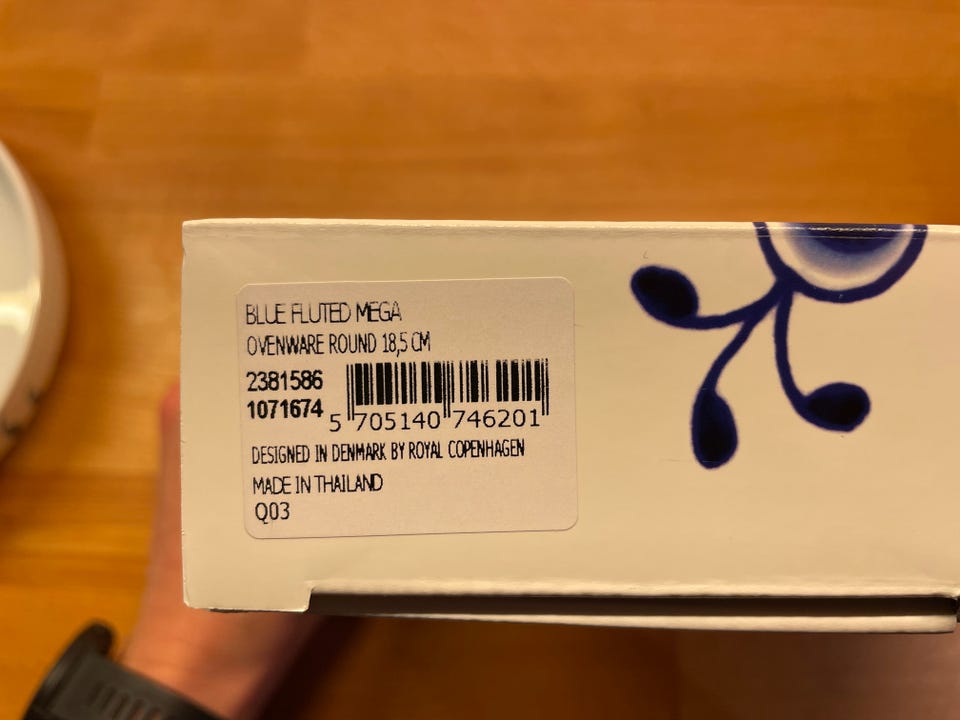 BLUE FLUTED MEGA
OVENWARE ROUND 18,5 CM
2381586
1071674
5 705140 746201
DESIGNED IN DENMARK BY ROYAL COPENHAGEN
MADE IN THAILAND
Q03